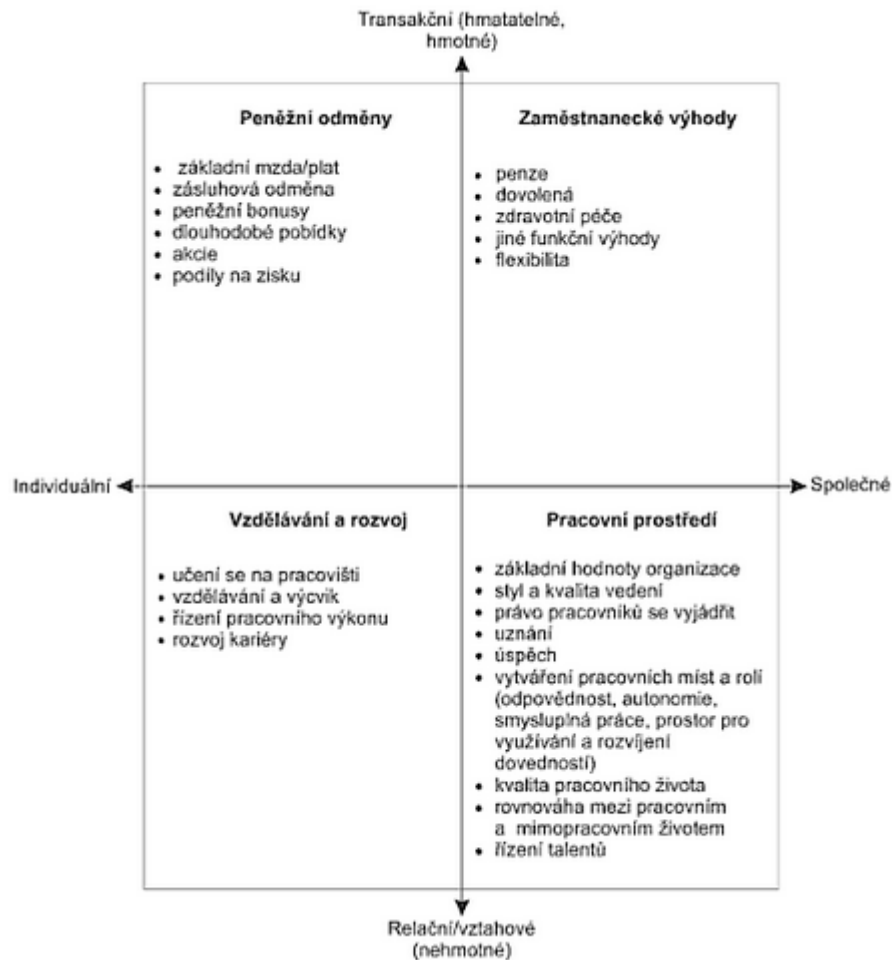 Transakční (hmatatelné,
hmotné)
Peněžní odměny
• základní mzda/plat
• zásluhová odměna
• peněžní bonusy
• dlouhodobě pobídky
• akcie
• podíly na zisku
Zaměstnanecké výhody
• penze
• dovolená
• zdravotní péče
• jiné funkční výhody
• flexibilita
Individuální
Společné
Vzdělávání a rozvoj
• učení se na pracovišti
• vzdělávání a výcvik
• řízení pracovního výkonu
• rozvoj kariéry
Pracovní prostředí
• základní hodnoty organizace
• styl a kvalita vedení
• právo pracovníků se vyjádřit
• uznání
• úspěch
• vytváření pracovních míst a rolí
(odpovědnost, autonomie,
smysluplná práce, prostor pro
využívání a rozvíjení
dovedností)
• kvalita pracovního života
• rovnováha mezi pracovním
a mimopracovním životem
• řízení talentů
Relační/vztahové
(nehmotné)